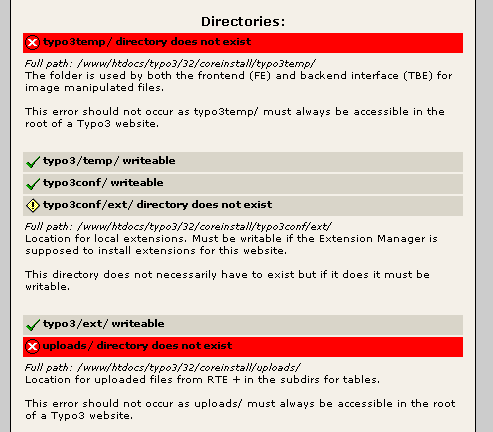 Directories:
typo3temp/ directory does not exist
Full path: /www/htdocs/typo3/32/coreinstall/typo3temp/
The folder is used by both the frontend (FE) and backend interface (TBE) for
image manipulated files.
This error should not occur as typo3temp/ must always be accessible in the
root of a Typo3 website.
typo3/temp/ writeable
typo3conf/ writeable
typo3conf/ext/ directory does not exist
Full path: /www/htdocs/typo3/32/coreinstall/typo3conf/ext/
Location for local extensions. Must be writable if the Extension Manager is
supposed to install extensions for this website.
This directory does not necessarily have to exist but if it does it must be
writable.
typo3/ext/ writeable
uploads/ directory does not exist
Full path: /www/htdocs/typo3/32/coreinstall/uploads/
Location for uploaded files from RTE + in the subdirs for tables.
This error should not occur as uploads/ must always be accessible in the root
of a Typo3 website.